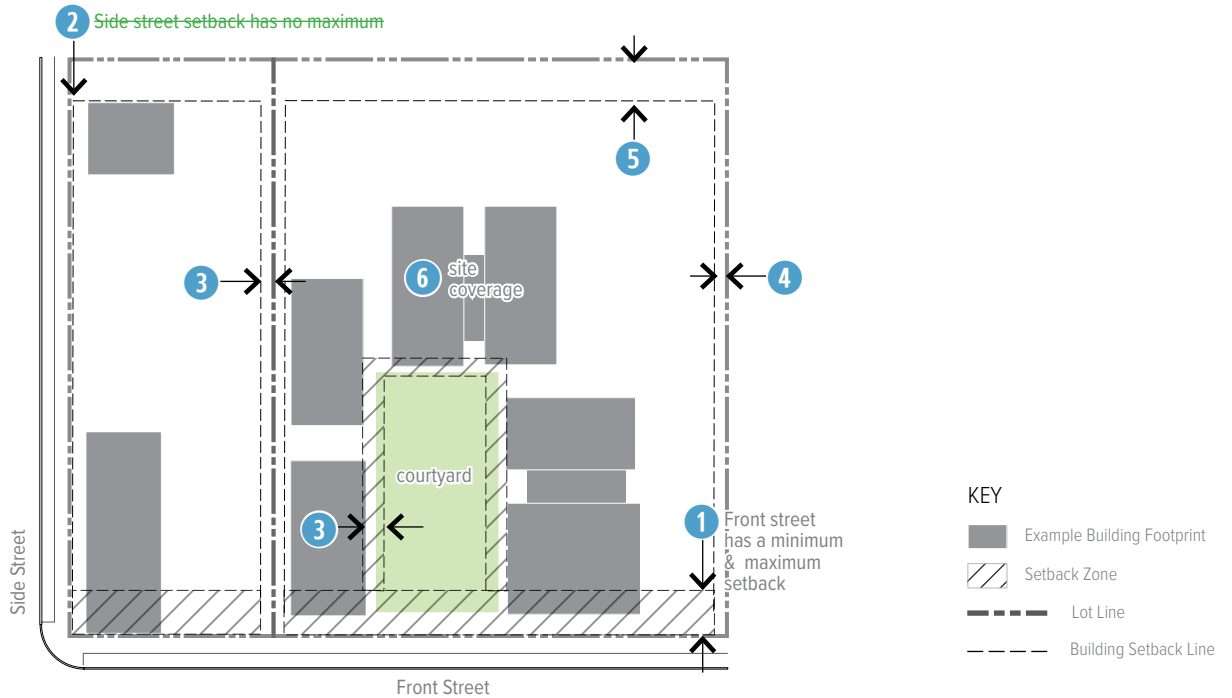 2 Side street setback has no maximum
5
3
6 site
coverage
4
courtyard
3
1 Front street
has a minimum
& maximum
setback
Side Street
Front Street
KEY
Example Building Footprint
Setback Zone
Lot Line
Building Setback Line